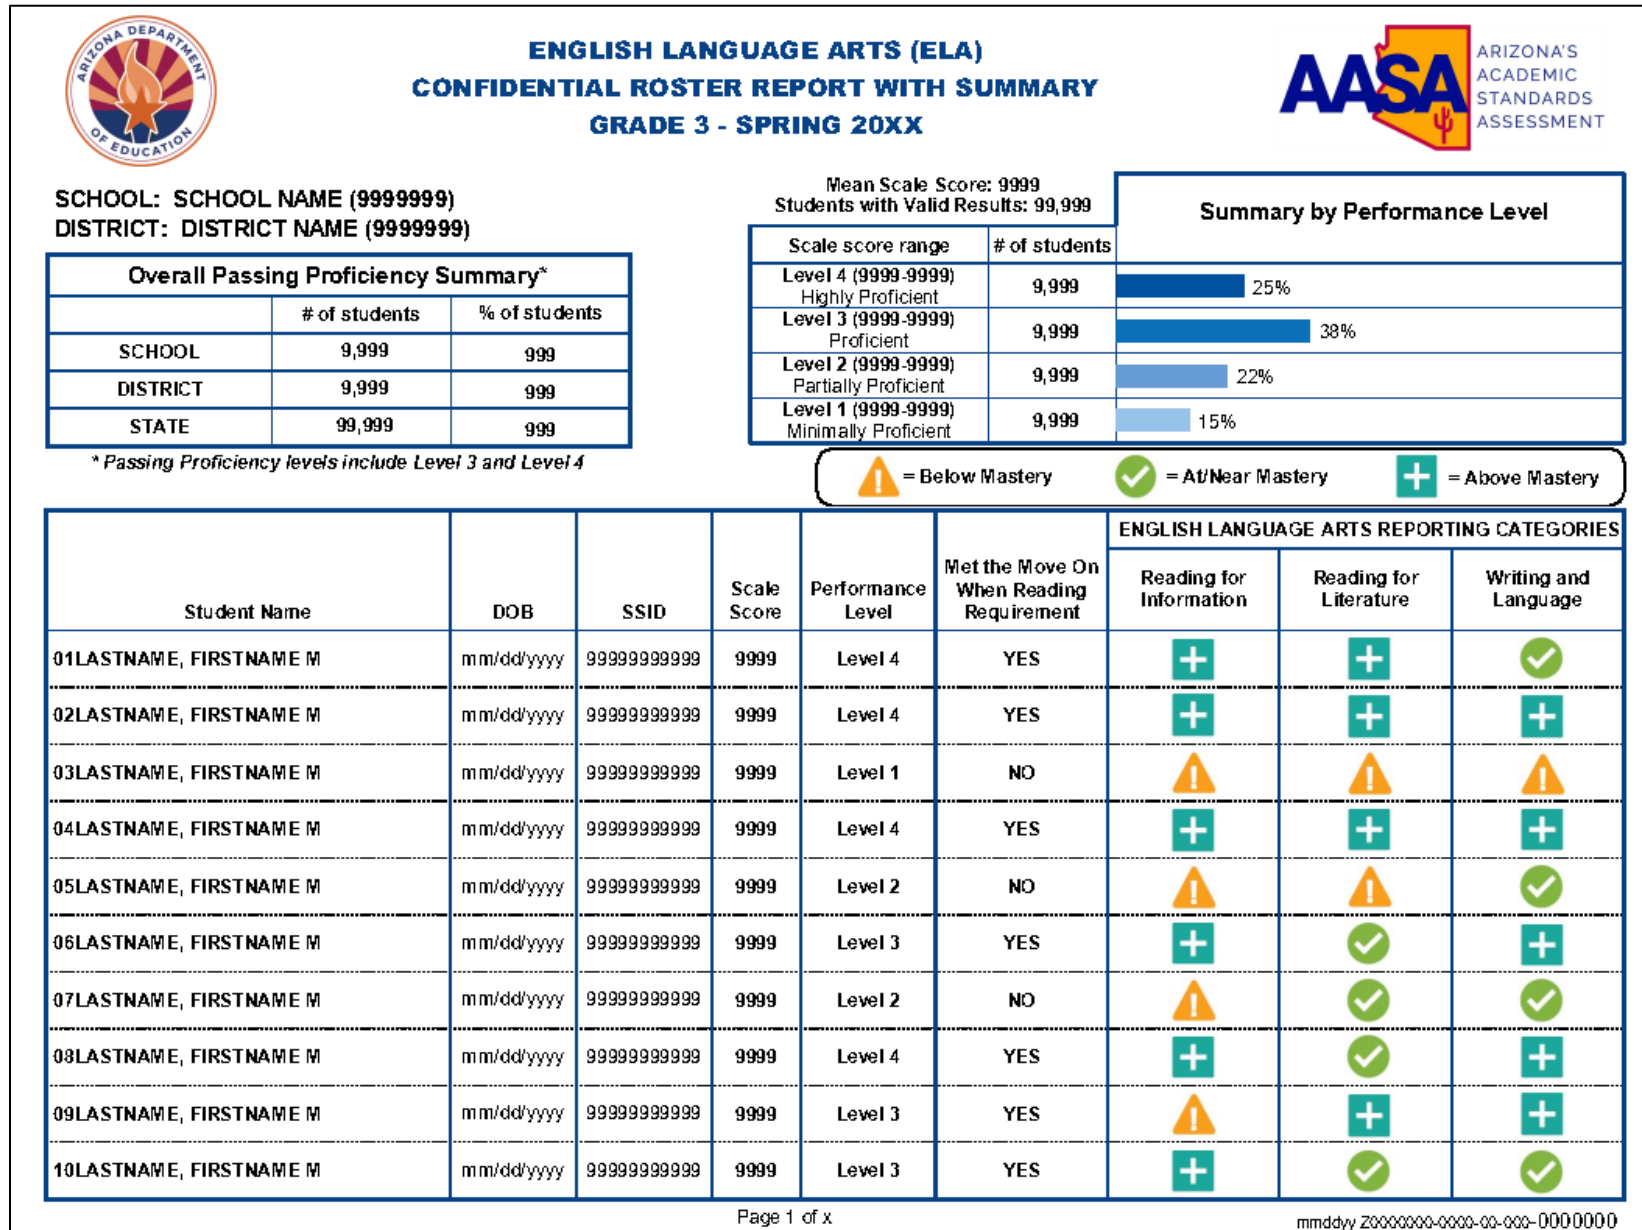 ARIZONA DEPARTMENT
OF EDUCATION
ENGLISH LANGUAGE ARTS (ELA)
CONFIDENTIAL ROSTER REPORT WITH SUMMARY
GRADE 3 - SPRING 20XX
AASA
ARIZONA'S
ACADEMIC
STANDARDS
ASSESSMENT
SCHOOL: SCHOOL NAME (9999999)
DISTRICT: DISTRICT NAME (9999999)
Overall Passing Proficiency Summary*
# of students % of students
SCHOOL 9,999 999
DISTRICT 9,999 999
STATE 99,999 999
* Passing Proficiency levels include Level 3 and Level 4
Mean Scale Score: 9999
Students with Valid Results: 99,999
Summary by Performance Level
Scale score range # of students
Level 4 (9999-9999)
Highly Proficient
9,999 25%
Level 3 (9999-9999)
Proficient
9,999 38%
Level 2 (9999-9999)
Partially Proficient
9,999 22%
Level 1 (9999-9999)
Minimally Proficient
9,999 15%
= Below Mastery = At/Near Mastery = Above Mastery
ENGLISH LANGUAGE ARTS REPORTING CATEGORIES
Student Name
DOB
SSID
Scale
Score
Performance
Level
Met the Move On
When Reading
Requirement
Reading for
Information
Reading for
Literature
Writing and
Language
01LASTNAME, FIRSTNAME M mm/dd/yyyy 99999999999 9999 Level 4 YES
02LASTNAME, FIRSTNAME M mm/dd/yyyy 99999999999 9999 Level 4 YES
03LASTNAME, FIRSTNAME M mm/dd/yyyy 99999999999 9999 Level 1 NO
04LASTNAME, FIRSTNAME M mm/dd/yyyy 99999999999 9999 Level 4 YES
05LASTNAME, FIRSTNAME M mm/dd/yyyy 99999999999 9999 Level 2 NO
06LASTNAME, FIRSTNAME M mm/dd/yyyy 99999999999 9999 Level 3 YES
07LASTNAME, FIRSTNAME M mm/dd/yyyy 99999999999 9999 Level 2 NO
08LASTNAME, FIRSTNAME M mm/dd/yyyy 99999999999 9999 Level 4 YES
09LASTNAME, FIRSTNAME M mm/dd/yyyy 99999999999 9999 Level 3 YES
10LASTNAME, FIRSTNAME M mm/dd/yyyy 99999999999 9999 Level 3 YES
Page 1 of x
mmddyy